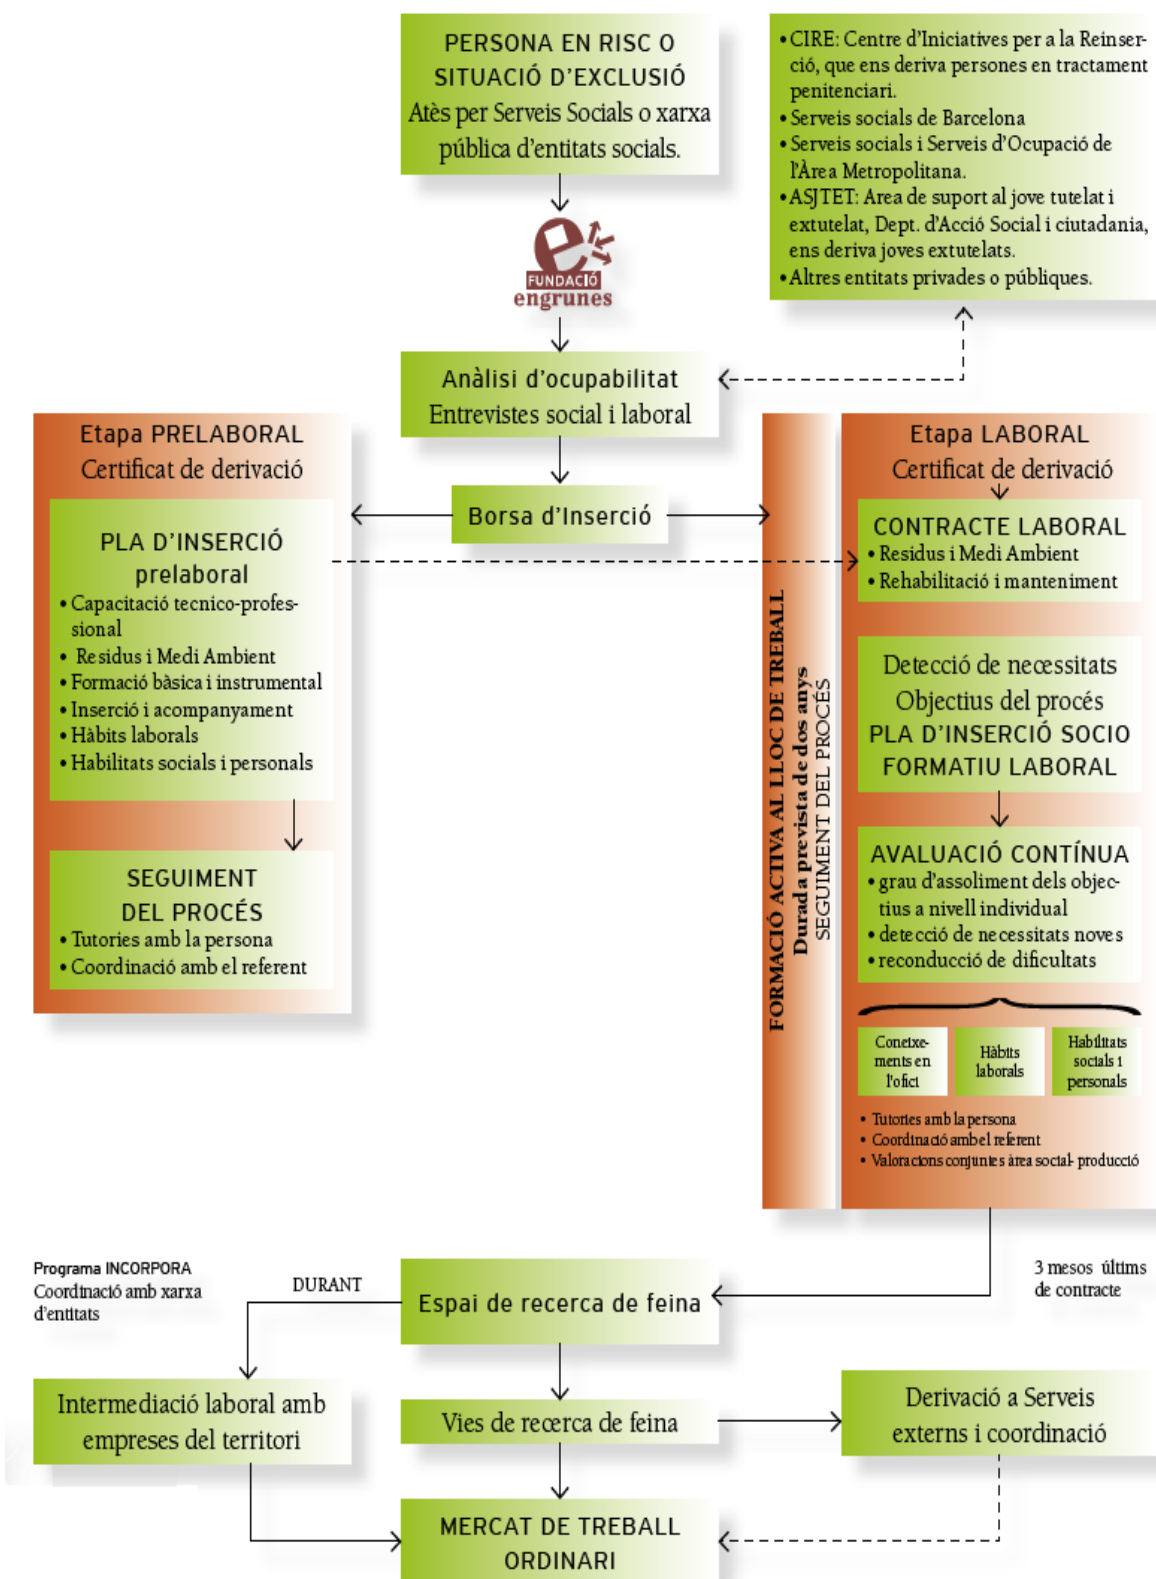 PERSONA EN RISC O
SITUACIÓ D'EXCLUSIÓ
Atès per Serveis Socials o xarxa
pública d'entitats socials.
• CIRE: Centre d'Iniciatives per a la Reinser-
ció, que ens deriva persones en tractament
penitenciari.
• Serveis socials de Barcelona
• Serveis socials i Serveis d'Ocupació de
l'Àrea Metropolitana.
• ASJTET: Area de suport al jove tutelat i
extutelat, Dept. d'Acció Social i ciutadania,
ens deriva joves extutelats.
• Altres entitats privades o públiques.
FUNDACIÓ
engrunes
Anàlisi d'ocupabilitat
Entrevistes social i laboral
Borsa d'Inserció
Etapa PRELABORAL
Certificat de derivació
PLA D'INSERCIÓ
prelaboral
• Capacitació tecnico-profes-
sional
• Residus i Medi Ambient
• Formació bàsica i instrumental
• Inserció i acompanyament
• Hàbits laborals
• Habilitats socials i personals
SEGUIMENT
DEL PROCÉS
• Tutories amb la persona
• Coordinació amb el referent
FORMACIÓ ACTIVA AL LLOC DE TREBALL
Durada prevista de dos anys
SEGUIMENT DEL PROCÉS
Etapa LABORAL
Certificat de derivació
CONTRACTE LABORAL
• Residus i Medi Ambient
• Rehabilitació i manteniment
Detecció de necessitats
Objectius del procés
PLA D'INSERCIÓ SOCIO
FORMATIU LABORAL
AVALUACIÓ CONTÍNUA
• grau d'assoliment dels objec-
tius a nivell individual
• detecció de necessitats noves
• reconducció de dificultats
Coneixe-
ments en
l'ofici
Hàbits
laborals
Habilitats
socials i
personals
• Tutories amb la persona
• Coordinació amb el referent
• Valoracions conjuntes àrea social- producció
Programa INCORPORA
Coordinació amb xarxa
d'entitats
DURANT
Espai de recerca de feina
3 mesos últims
de contracte
Intermediació laboral amb
empreses del territori
Vies de recerca de feina
Derivació a Serveis
externs i coordinació
MERCAT DE TREBALL
ORDINARI